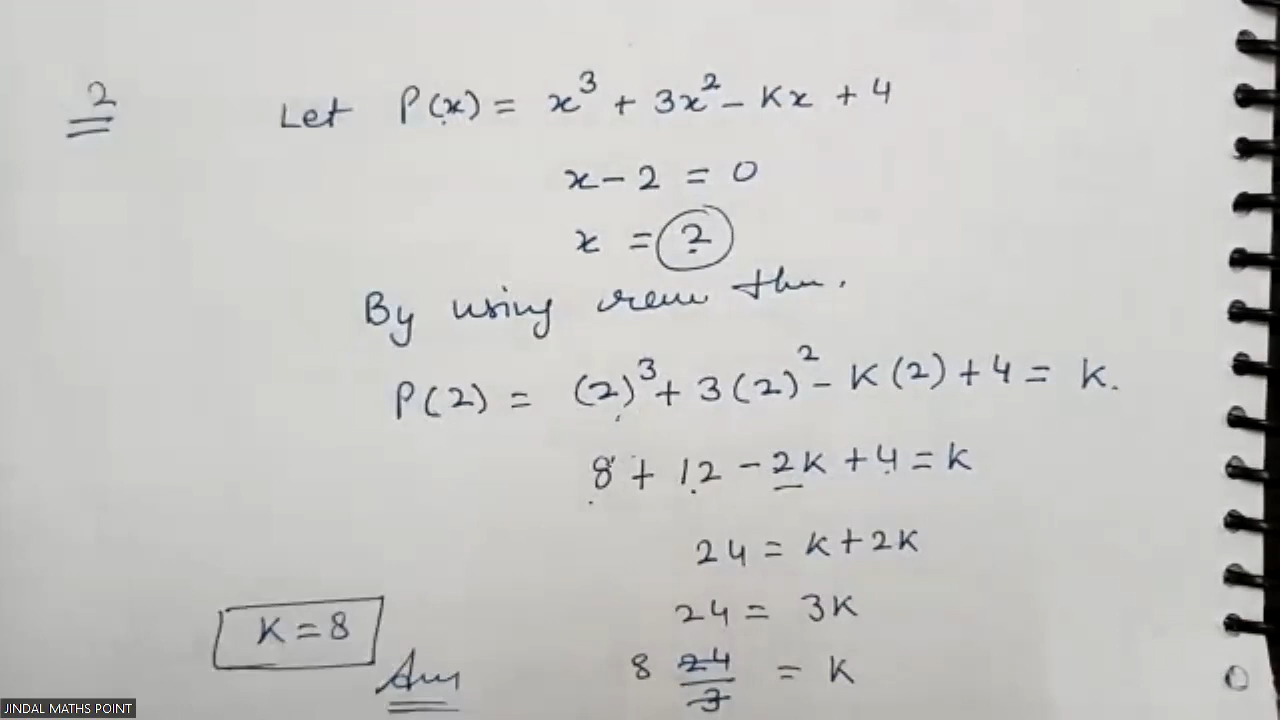 2
Let P(x) = x³ + 3x² - Kx + 4
x - 2 = 0
x = 2
By using rem thm.
P(2) = (2)³ + 3(2)² - K(2) + 4 = K.
8 + 12 - 2K + 4 = K
24 = K + 2K
24 = 3K
8 24/3 = K
K = 8
Ans
JINDAL MATHS POINT